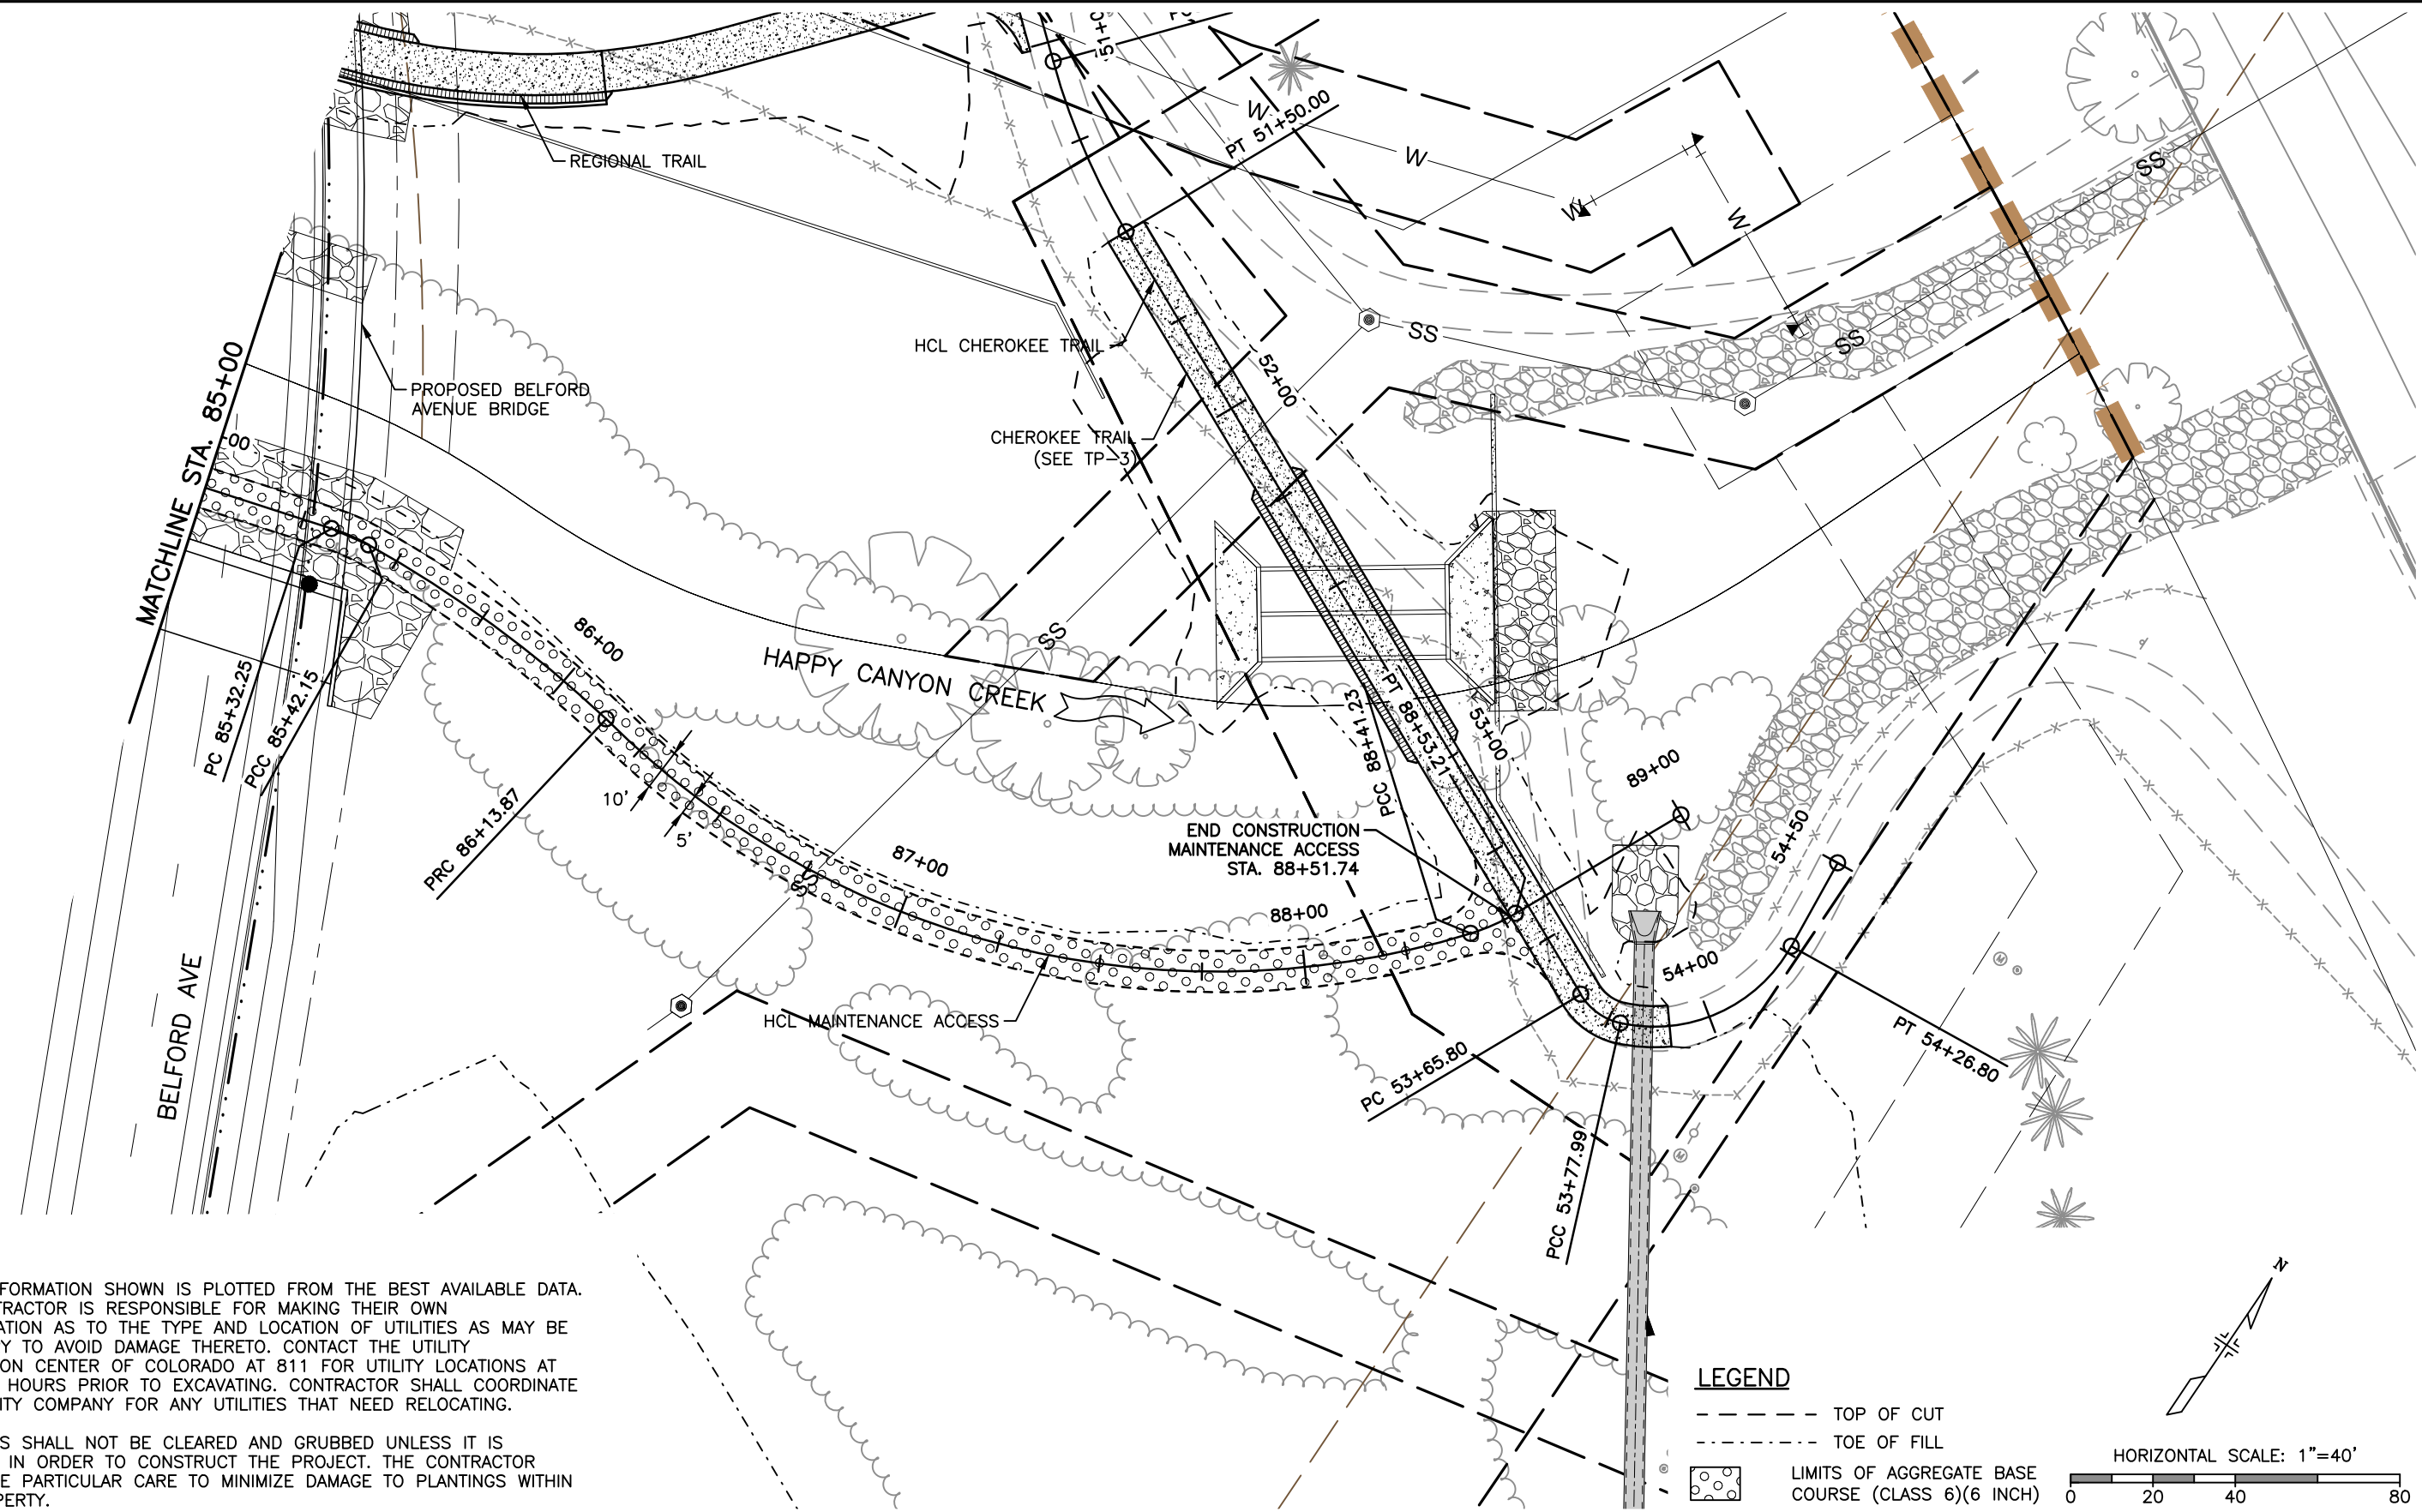 51+0
W
PT 51+50.00
W
W
W
SS
REGIONAL TRAIL
HCL CHEROKEE TRAIL
SS
SS
52+00
MATCHLINE STA. 85+00
PROPOSED BELFORD
AVENUE BRIDGE
CHEROKEE TRAIL
(SEE TP-3)
-00
86+00
SS
HAPPY CANYON CREEK
PC 85+32.25
PCC 85+42.15
PCC 88+41.23
PT 88+53.21
53+00
89+00
10'
5'
PRC 86+13.87
END CONSTRUCTION
MAINTENANCE ACCESS
STA. 88+51.74
54+50
87+00
SS
88+00
54+00
BELFORD AVE
HCL MAINTENANCE ACCESS
PC 53+65.80
PT 54+26.80
PCC 53+77.99
N
FORMATION SHOWN IS PLOTTED FROM THE BEST AVAILABLE DATA.
TRACTOR IS RESPONSIBLE FOR MAKING THEIR OWN
ATION AS TO THE TYPE AND LOCATION OF UTILITIES AS MAY BE
Y TO AVOID DAMAGE THERETO. CONTACT THE UTILITY
ON CENTER OF COLORADO AT 811 FOR UTILITY LOCATIONS AT
HOURS PRIOR TO EXCAVATING. CONTRACTOR SHALL COORDINATE
ITY COMPANY FOR ANY UTILITIES THAT NEED RELOCATING.
S SHALL NOT BE CLEARED AND GRUBBED UNLESS IT IS
IN ORDER TO CONSTRUCT THE PROJECT. THE CONTRACTOR
E PARTICULAR CARE TO MINIMIZE DAMAGE TO PLANTINGS WITHIN
PERTY.
LEGEND
TOP OF CUT
TOE OF FILL
LIMITS OF AGGREGATE BASE
COURSE (CLASS 6)(6 INCH)
HORIZONTAL SCALE: 1"=40'
0 20 40 80